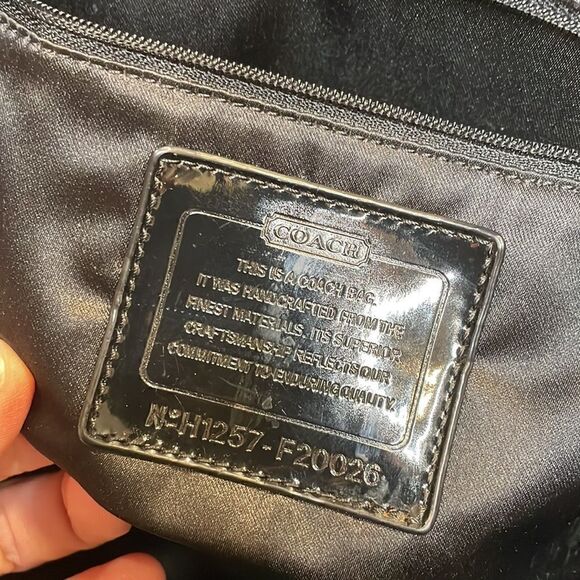 COACH
THIS IS A COACH BAG.
IT WAS HANDCRAFTED FROM THE
FINEST MATERIALS. ITS SUPERIOR
CRAFTSMANSHIP REFLECTS OUR
COMMITMENT TO ENDURING QUALITY.
Nº H1257-F20026